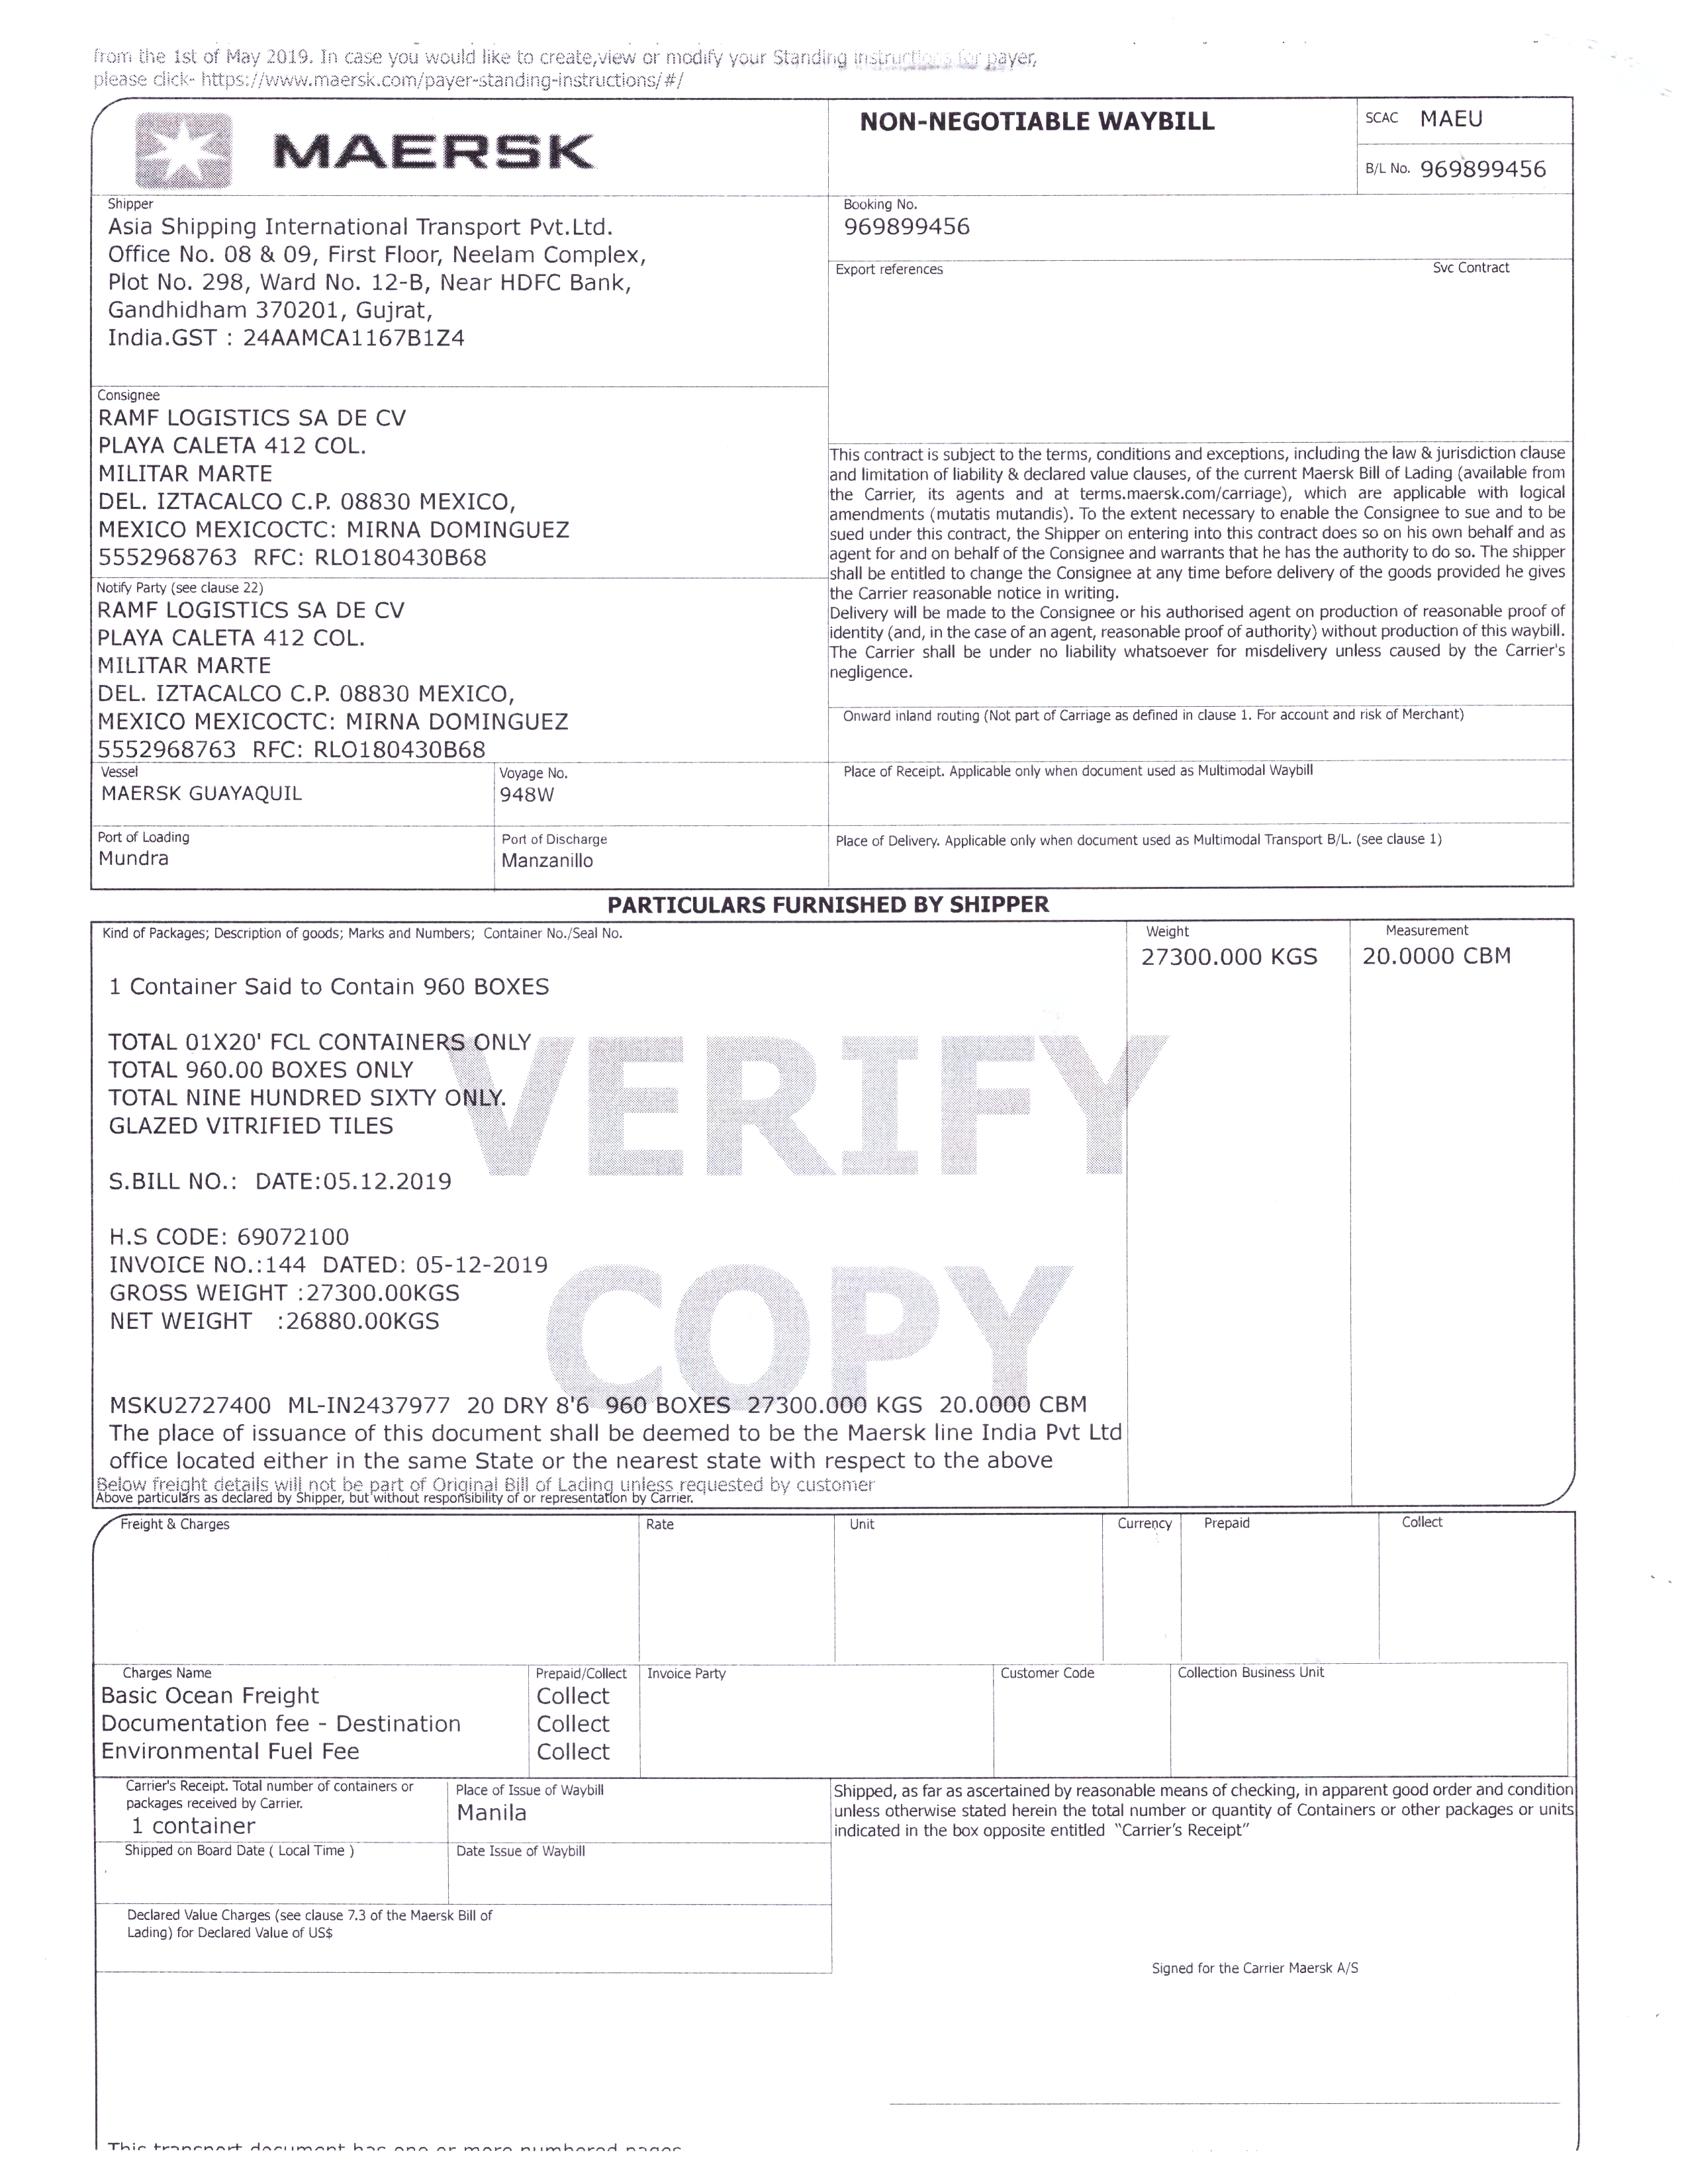 from the 1st of May 2019. In case you would like to create,view or modify your Standing instructions for payer,
please click- https://www.maersk.com/payer-standing-instructions/#/
MAERSK
NON-NEGOTIABLE WAYBILL
SCAC MAEU
B/L No. 969899456
Shipper
Asia Shipping International Transport Pvt.Ltd.
Office No. 08 & 09, First Floor, Neelam Complex,
Plot No. 298, Ward No. 12-B, Near HDFC Bank,
Gandhidham 370201, Gujrat,
India.GST : 24AAMCA1167B1Z4
Booking No.
969899456
Export references
Svc Contract
Consignee
RAMF LOGISTICS SA DE CV
PLAYA CALETA 412 COL.
MILITAR MARTE
DEL. IZTACALCO C.P. 08830 MEXICO,
MEXICO MEXICOCTC: MIRNA DOMINGUEZ
5552968763 RFC: RLO180430B68
Notify Party (see clause 22)
RAMF LOGISTICS SA DE CV
PLAYA CALETA 412 COL.
MILITAR MARTE
DEL. IZTACALCO C.P. 08830 MEXICO,
MEXICO MEXICOCTC: MIRNA DOMINGUEZ
5552968763 RFC: RLO180430B68
This contract is subject to the terms, conditions and exceptions, including the law & jurisdiction clause
and limitation of liability & declared value clauses, of the current Maersk Bill of Lading (available from
the Carrier, its agents and at terms.maersk.com/carriage), which are applicable with logical
amendments (mutatis mutandis). To the extent necessary to enable the Consignee to sue and to be
sued under this contract, the Shipper on entering into this contract does so on his own behalf and as
agent for and on behalf of the Consignee and warrants that he has the authority to do so. The shipper
shall be entitled to change the Consignee at any time before delivery of the goods provided he gives
the Carrier reasonable notice in writing.
Delivery will be made to the Consignee or his authorised agent on production of reasonable proof of
identity (and, in the case of an agent, reasonable proof of authority) without production of this waybill.
The Carrier shall be under no liability whatsoever for misdelivery unless caused by the Carrier's
negligence.
Onward inland routing (Not part of Carriage as defined in clause 1. For account and risk of Merchant)
Vessel
MAERSK GUAYAQUIL
Voyage No.
948W
Place of Receipt. Applicable only when document used as Multimodal Waybill
Port of Loading
Mundra
Port of Discharge
Manzanillo
Place of Delivery. Applicable only when document used as Multimodal Transport B/L. (see clause 1)
PARTICULARS FURNISHED BY SHIPPER
Kind of Packages; Description of goods; Marks and Numbers; Container No./Seal No.
Weight
27300.000 KGS
Measurement
20.0000 CBM
1 Container Said to Contain 960 BOXES
TOTAL 01X20' FCL CONTAINERS ONLY
TOTAL 960.00 BOXES ONLY
TOTAL NINE HUNDRED SIXTY ONLY.
GLAZED VITRIFIED TILES
VERIFY
S.BILL NO.: DATE:05.12.2019
H.S CODE: 69072100
INVOICE NO.:144 DATED: 05-12-2019
GROSS WEIGHT :27300.00KGS
NET WEIGHT :26880.00KGS
COPY
MSKU2727400 ML-IN2437977 20 DRY 8'6 960 BOXES 27300.000 KGS 20.0000 CBM
The place of issuance of this document shall be deemed to be the Maersk line India Pvt Ltd
office located either in the same State or the nearest state with respect to the above
Below freight details will not be part of Original Bill of Lading unless requested by customer
Above particulars as declared by Shipper, but without responsibility of or representation by Carrier.
Freight & Charges
Rate
Unit
Currency
Prepaid
Collect
Charges Name
Prepaid/Collect
Invoice Party
Customer Code
Collection Business Unit
Basic Ocean Freight Collect
Documentation fee - Destination Collect
Environmental Fuel Fee Collect
Carrier's Receipt. Total number of containers or
packages received by Carrier.
1 container
Place of Issue of Waybill
Manila
Shipped, as far as ascertained by reasonable means of checking, in apparent good order and condition
unless otherwise stated herein the total number or quantity of Containers or other packages or units
indicated in the box opposite entitled "Carrier's Receipt"
Shipped on Board Date ( Local Time )
Date Issue of Waybill
Declared Value Charges (see clause 7.3 of the Maersk Bill of
Lading) for Declared Value of US$
Signed for the Carrier Maersk A/S
This transport document has one or more numbered pages